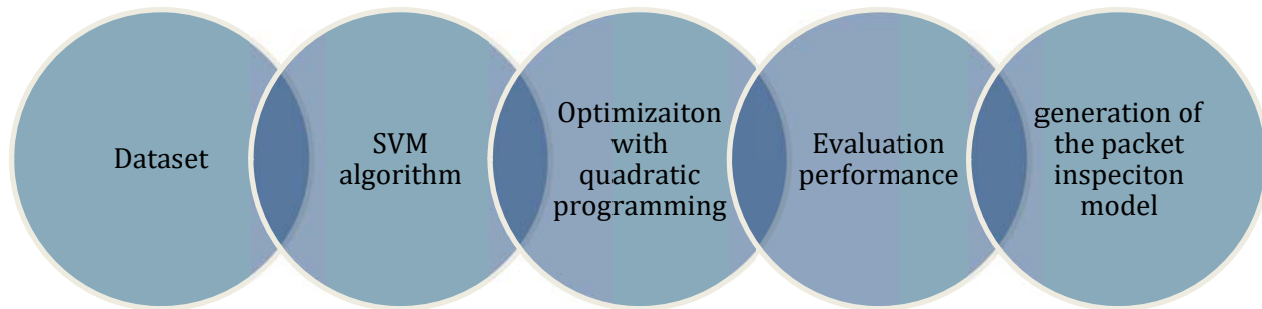 Dataset
SVM
algorithm
Optimizaiton
with
quadratic
programming
Evaluation
performance
generation of
the packet
inspeciton
model